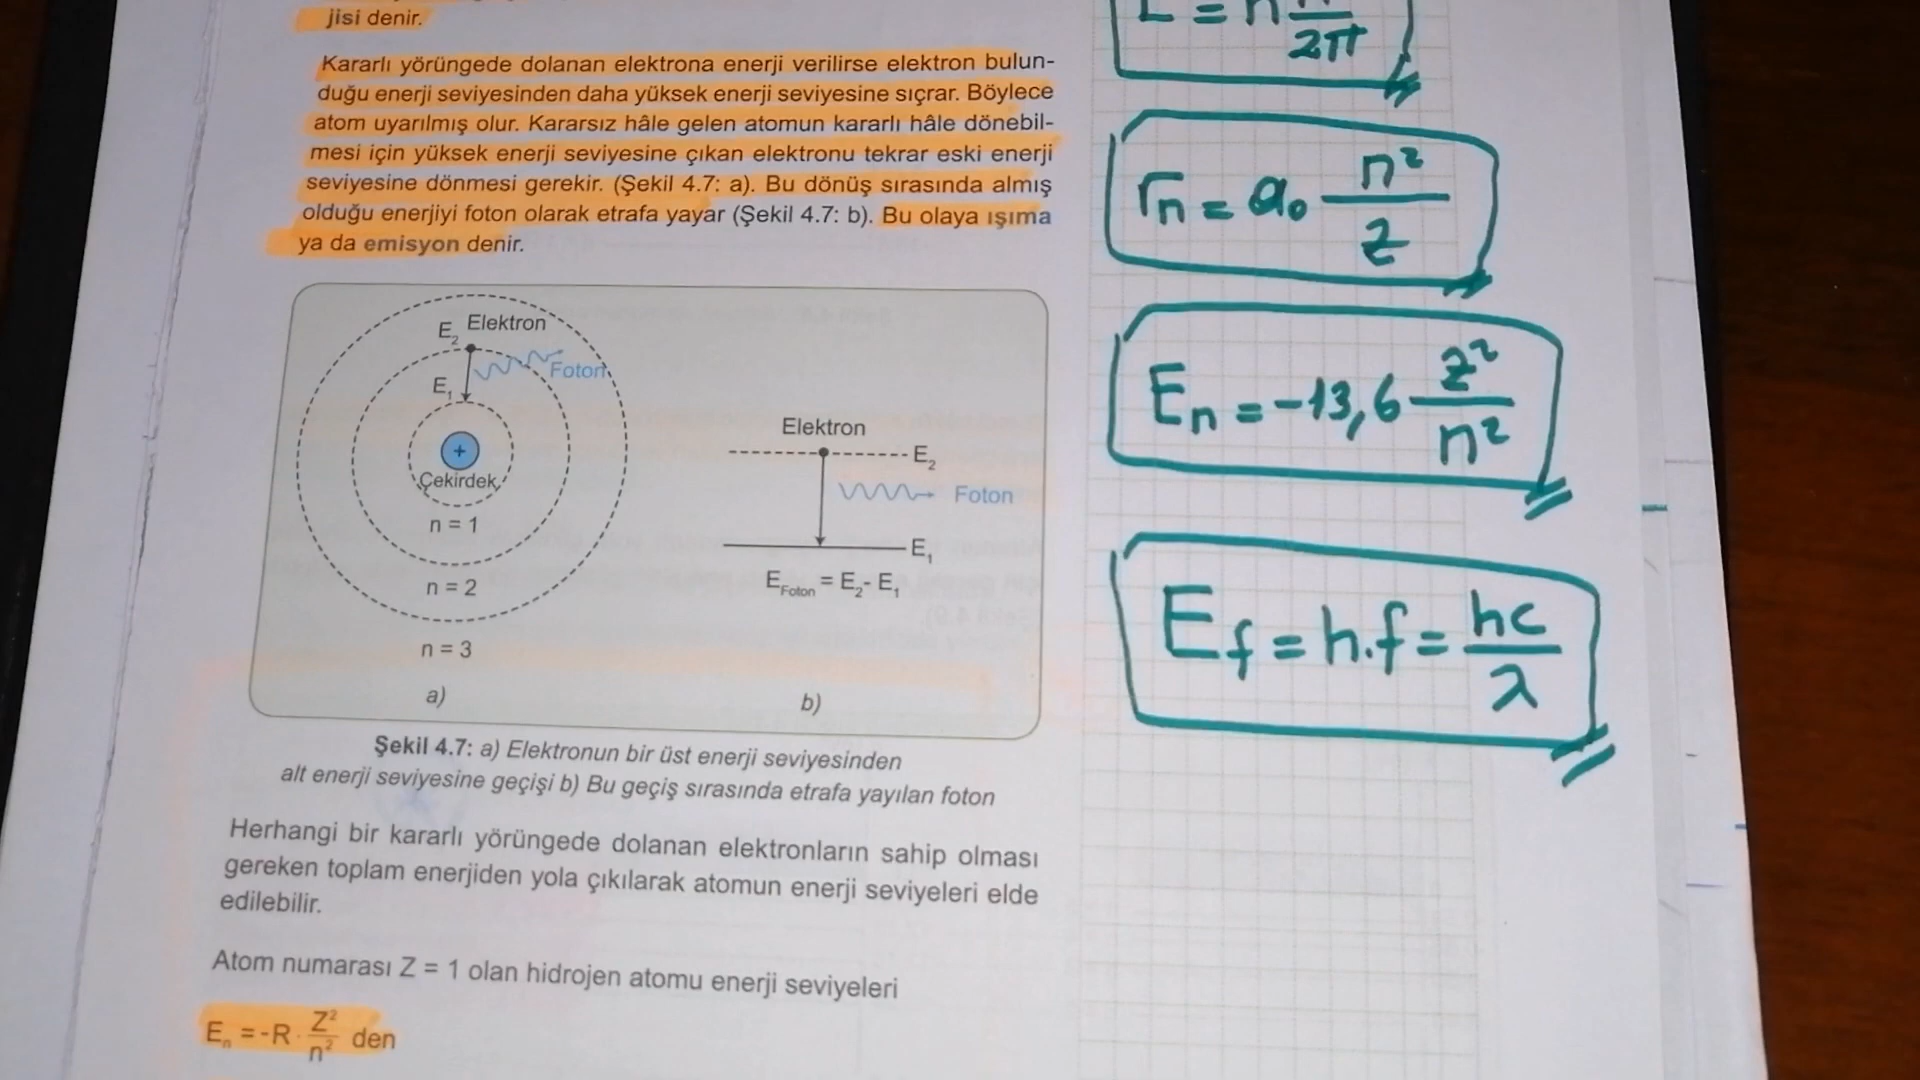 jisi denir.
Kararlı yörüngede dolanan elektrona enerji verilirse elektron bulun-
duğu enerji seviyesinden daha yüksek enerji seviyesine sıçrar. Böylece
atom uyarılmış olur. Kararsız hâle gelen atomun kararlı hâle dönebil-
mesi için yüksek enerji seviyesine çıkan elektronu tekrar eski enerji
seviyesine dönmesi gerekir. (Şekil 4.7: a). Bu dönüş sırasında almış
olduğu enerjiyi foton olarak etrafa yayar (Şekil 4.7: b). Bu olaya ışıma
ya da emisyon denir.
E₂ Elektron
Foton
E₁
+
Çekirdek
n = 1
n = 2
n = 3
a)
Elektron
E₂
Foton
E₁
E_Foton = E₂- E₁
b)
Şekil 4.7: a) Elektronun bir üst enerji seviyesinden
alt enerji seviyesine geçişi b) Bu geçiş sırasında etrafa yayılan foton
Herhangi bir kararlı yörüngede dolanan elektronların sahip olması
gereken toplam enerjiden yola çıkılarak atomun enerji seviyeleri elde
edilebilir.
Atom numarası Z = 1 olan hidrojen atomu enerji seviyeleri
Eₙ = -R · Z²/n² den
2π
rₙ = a₀ n²/z
Eₙ = -13,6 z²/n²
E_f = h.f = hc/λ